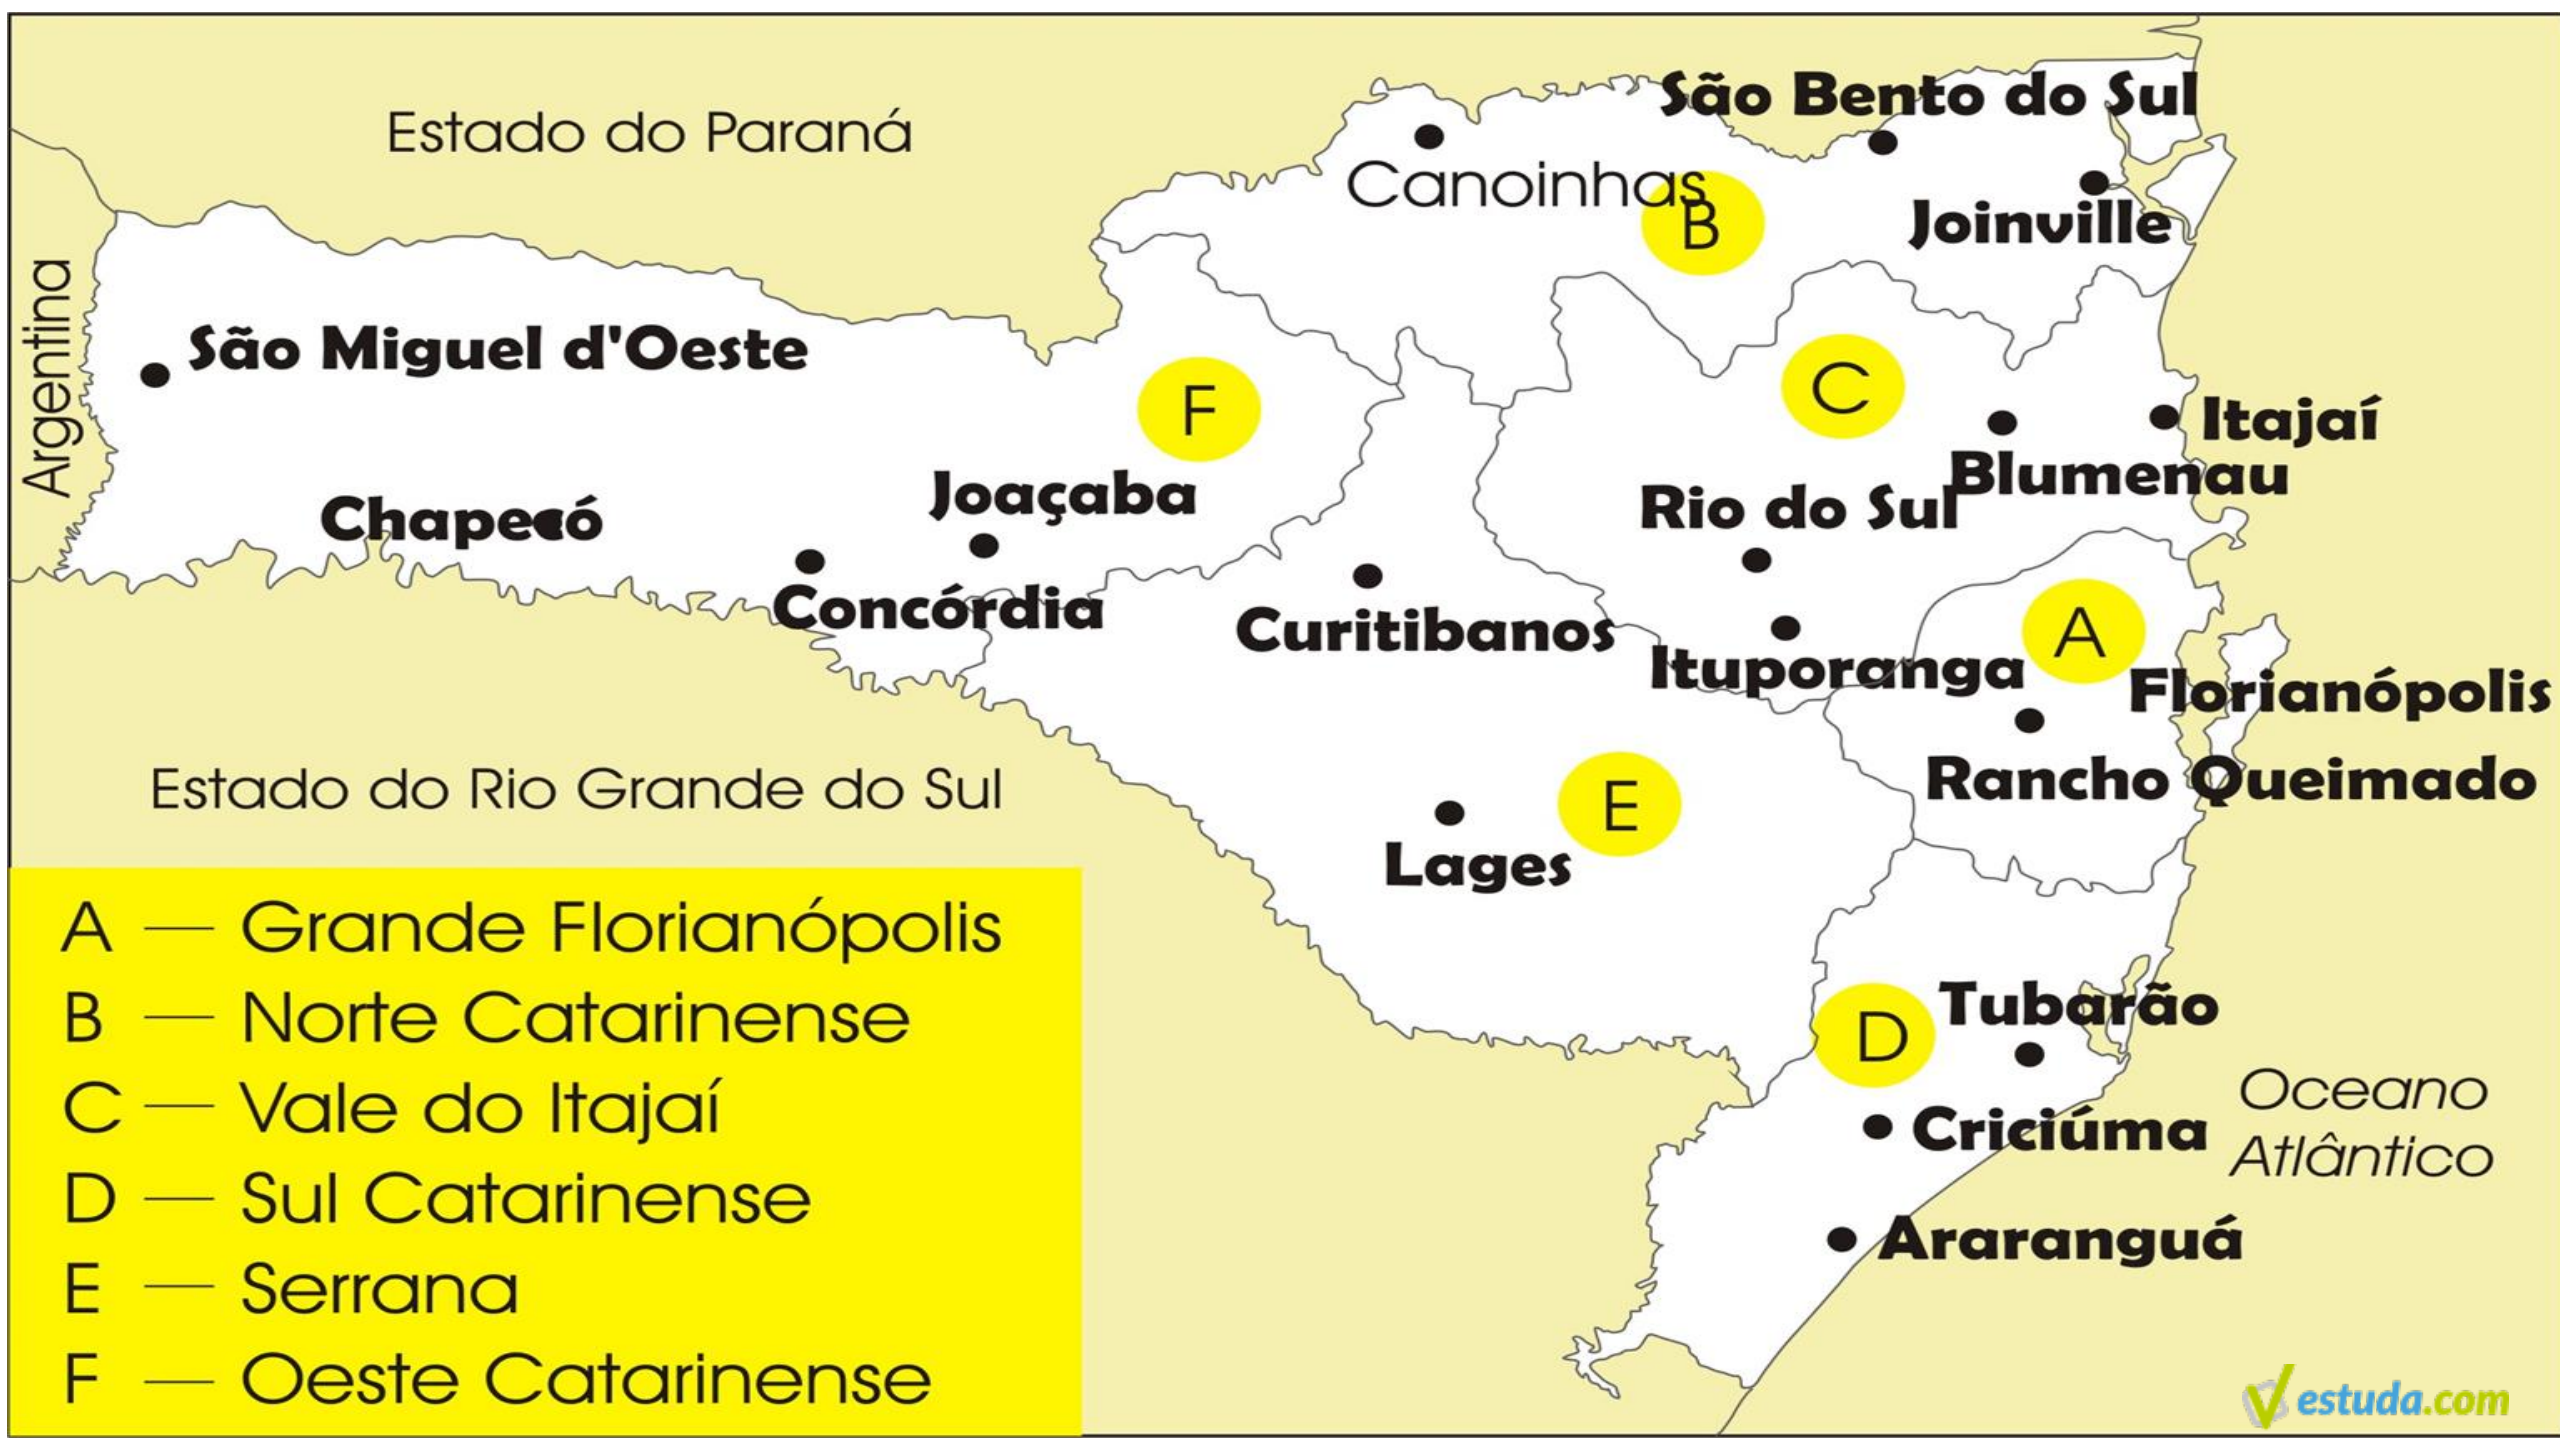 São Bento do Sul
Estado do Paraná
Canoinhas
B
Joinville
Argentina
São Miguel d'Oeste
F
C
Itajaí
Blumenau
Joaçaba
Rio do Sul
Chapecó
Concórdia
Curitibanos
A
Ituporanga
Florianópolis
Rancho Queimado
Estado do Rio Grande do Sul
E
Lages
D
Tubarão
Oceano
Atlântico
Criciúma
Araranguá
A — Grande Florianópolis
B — Norte Catarinense
C — Vale do Itajaí
D — Sul Catarinense
E — Serrana
F — Oeste Catarinense
estuda.com